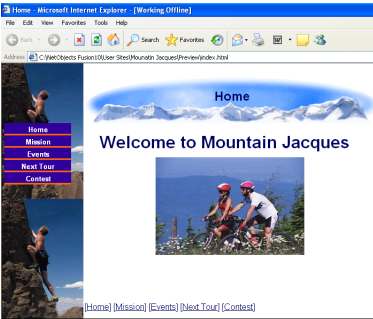 Home - Microsoft Internet Explorer - [Working Offline]
File Edit View Favorites Tools Help
Back Search Favorites
Address C:\NetObjects Fusion10\User Sites\Mounatin Jacques\Preview\index.html
Home
Welcome to Mountain Jacques
Home
Mission
Events
Next Tour
Contest
[Home] [Mission] [Events] [Next Tour] [Contest]